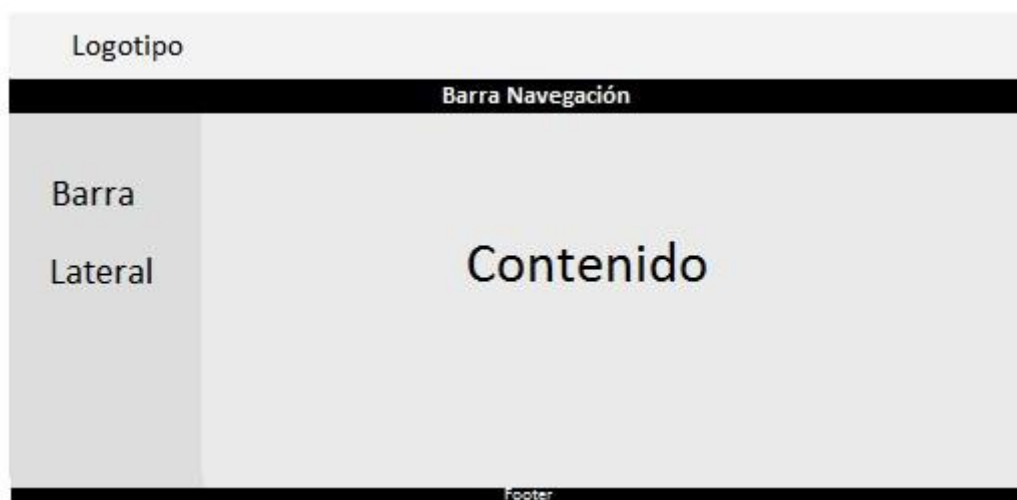 Logotipo
Barra Navegación
Barra
Lateral
Contenido
Footer